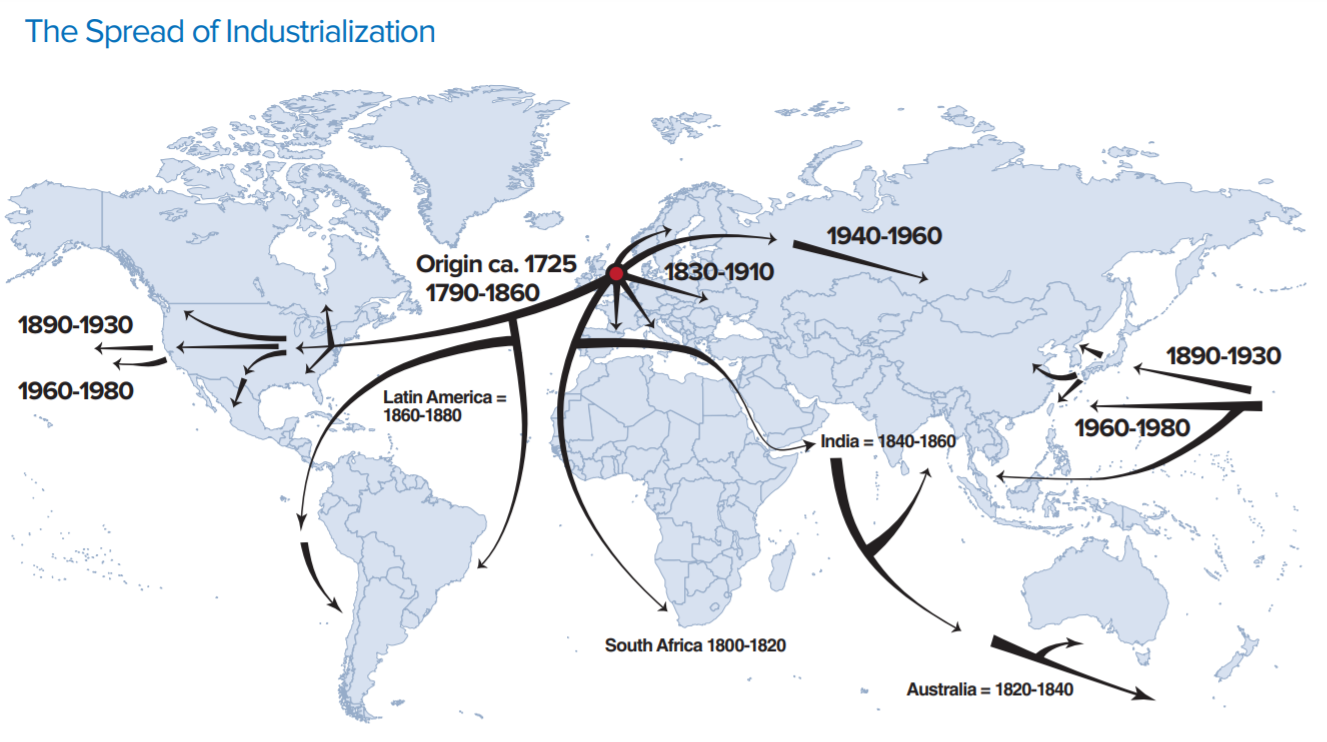 The Spread of Industrialization
1940-1960
Origin ca. 1725
1790-1860
1830-1910
1890-1930
1960-1980
Latin America =
1860-1880
1890-1930
1960-1980
India = 1840-1860
South Africa 1800-1820
Australia = 1820-1840